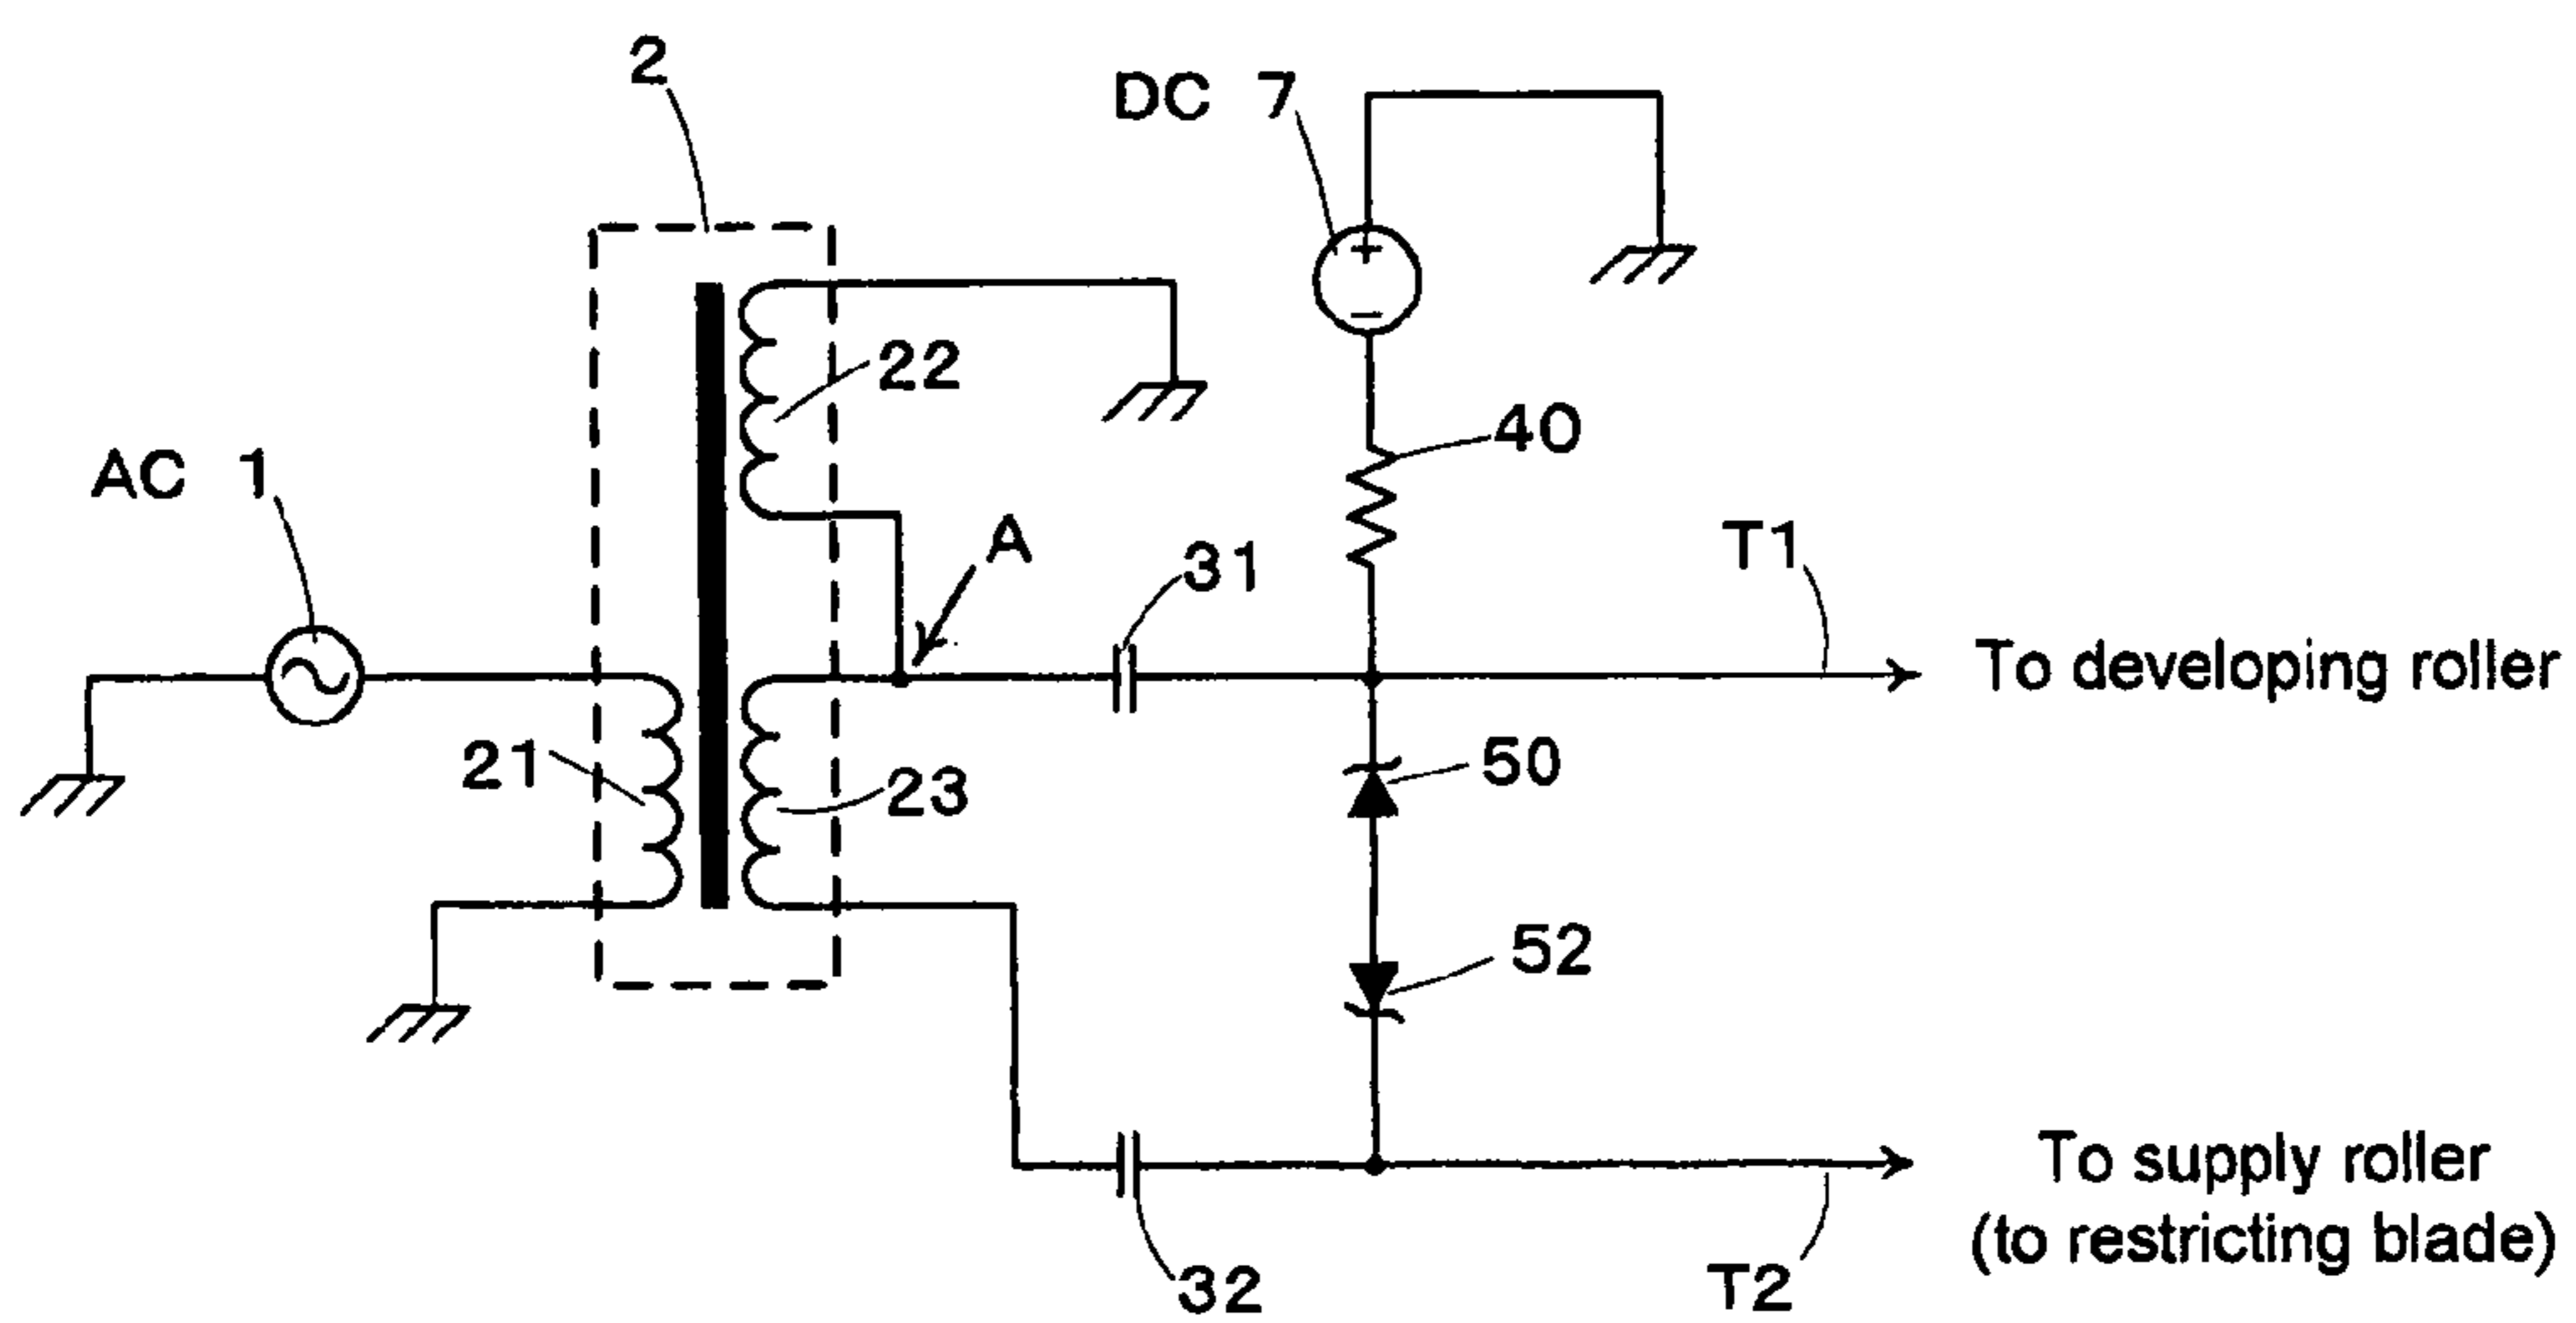 2
DC 7
+
−
22
40
AC 1
A
31
T1
To developing roller
21
23
50
52
To supply roller
(to restricting blade)
32
T2